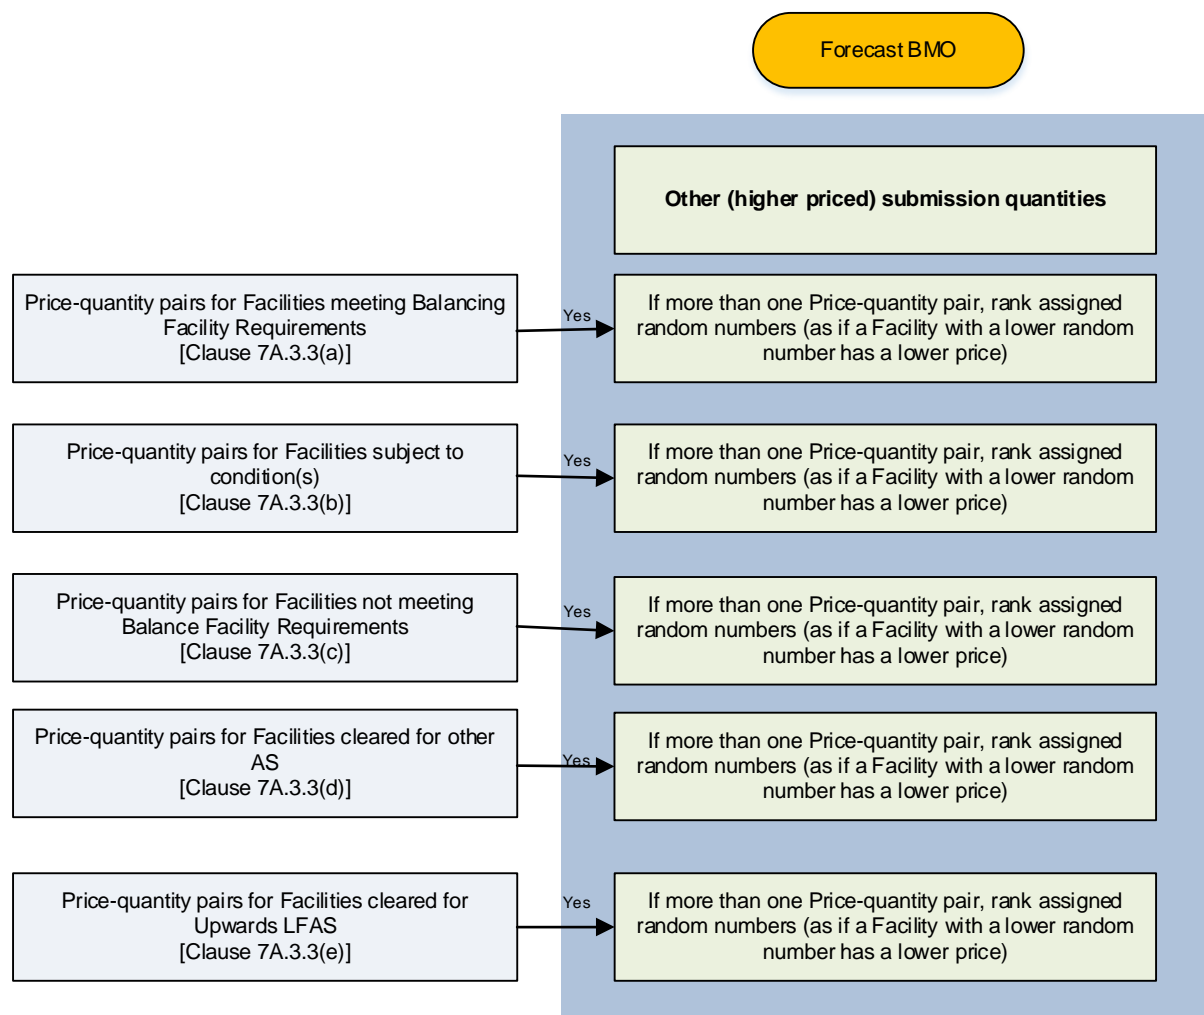 Forecast BMO
Other (higher priced) submission quantities
Price-quantity pairs for Facilities meeting Balancing
Facility Requirements
[Clause 7A.3.3(a)]
Yes
If more than one Price-quantity pair, rank assigned
random numbers (as if a Facility with a lower random
number has a lower price)
Price-quantity pairs for Facilities subject to
condition(s)
[Clause 7A.3.3(b)]
Yes
If more than one Price-quantity pair, rank assigned
random numbers (as if a Facility with a lower random
number has a lower price)
Price-quantity pairs for Facilities not meeting
Balance Facility Requirements
[Clause 7A.3.3(c)]
Yes
If more than one Price-quantity pair, rank assigned
random numbers (as if a Facility with a lower random
number has a lower price)
Price-quantity pairs for Facilities cleared for other
AS
[Clause 7A.3.3(d)]
Yes
If more than one Price-quantity pair, rank assigned
random numbers (as if a Facility with a lower random
number has a lower price)
Price-quantity pairs for Facilities cleared for
Upwards LFAS
[Clause 7A.3.3(e)]
Yes
If more than one Price-quantity pair, rank assigned
random numbers (as if a Facility with a lower random
number has a lower price)